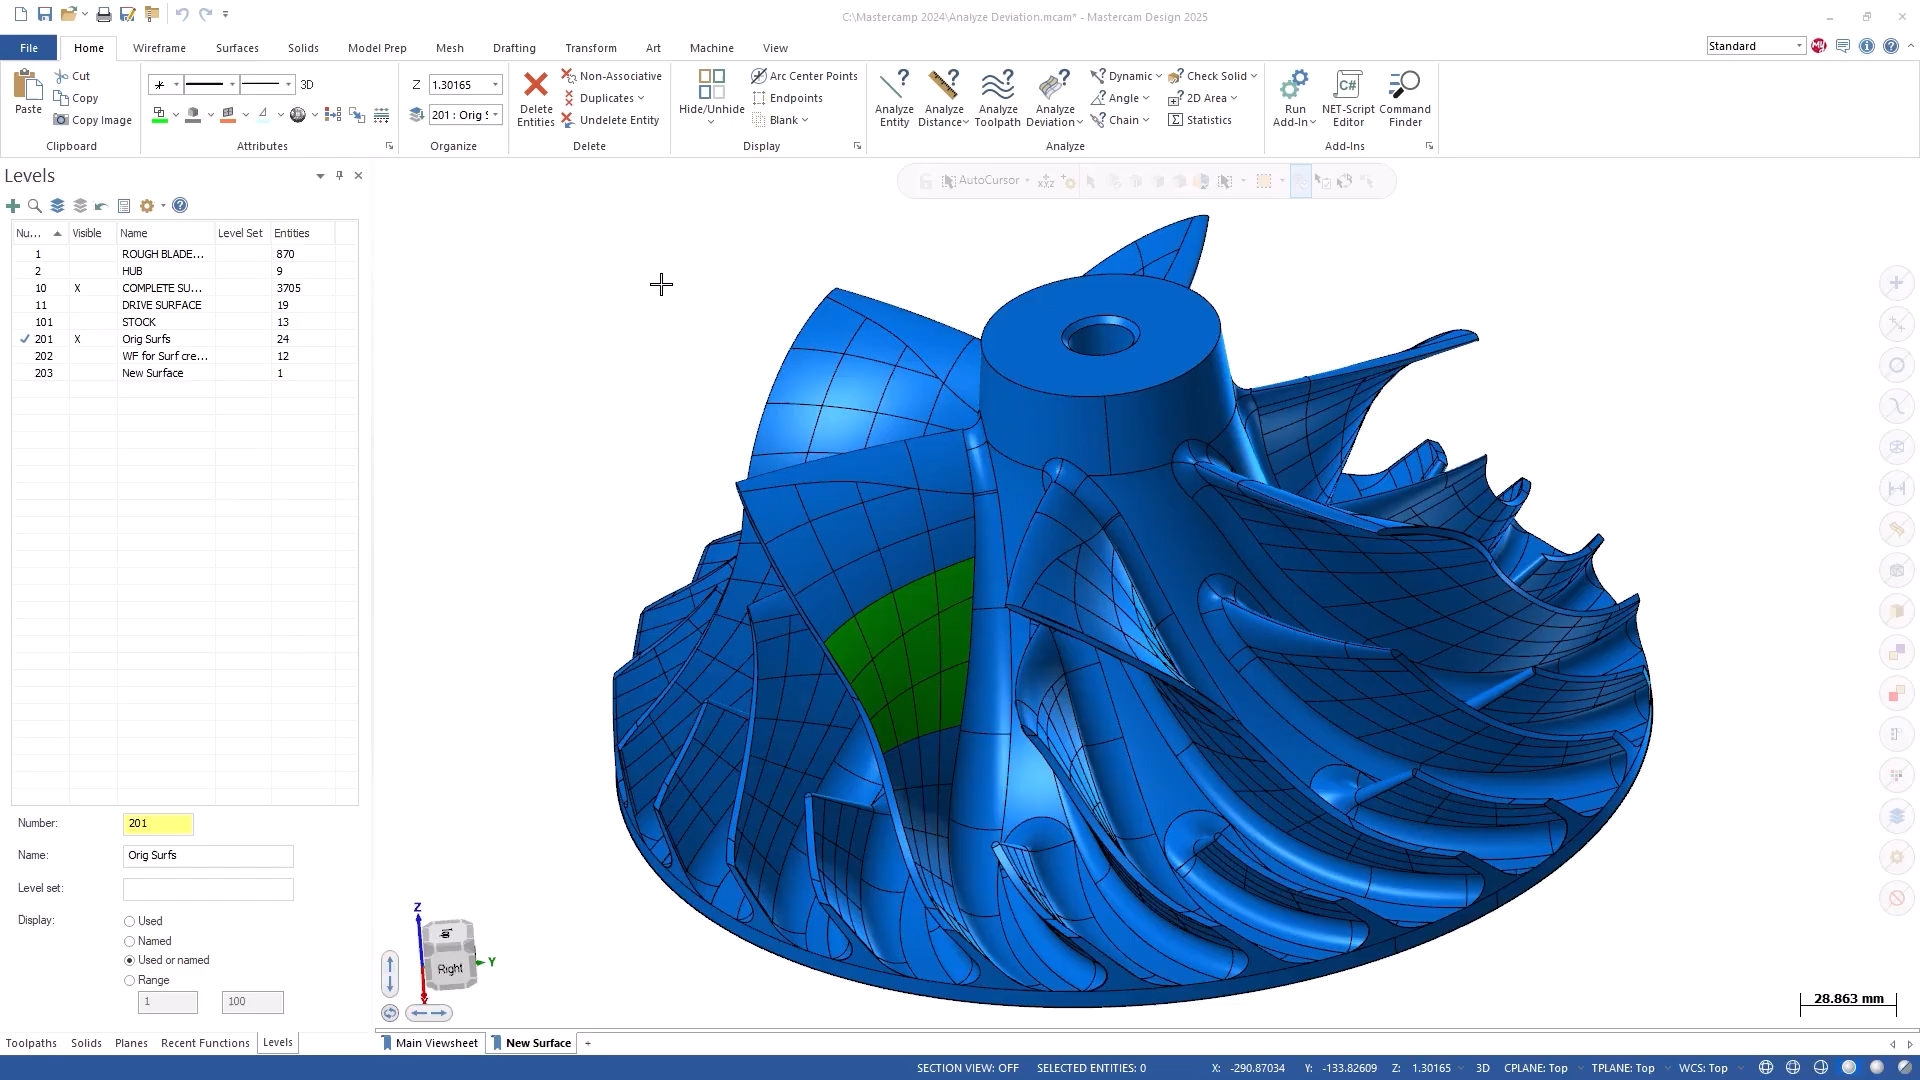 C:\Mastercamp 2024\Analyze Deviation.mcam* - Mastercam Design 2025
File Home Wireframe Surfaces Solids Model Prep Mesh Drafting Transform Art Machine View
Standard
Paste
Cut
Copy
Copy Image
Clipboard
3D
Attributes
Z 1.30165
201 : Orig S
Organize
Delete Entities
Non-Associative
Duplicates
Undelete Entity
Delete
Hide/Unhide
Arc Center Points
Endpoints
Blank
Display
Analyze Entity
Analyze Distance
Analyze Toolpath
Analyze Deviation
Dynamic
Angle
Chain
Check Solid
2D Area
Statistics
Analyze
Run Add-In
C#
NET-Script Editor
Command Finder
Add-Ins
Levels
AutoCursor
Nu... Visible Name Level Set Entities
1 ROUGH BLADE... 870
2 HUB 9
10 X COMPLETE SU... 3705
11 DRIVE SURFACE 19
101 STOCK 13
201 X Orig Surfs 24
202 WF for Surf cre... 12
203 New Surface 1
Number: 201
Name: Orig Surfs
Level set:
Display: Used
Named
Used or named
Range
1 100
Z
Right
Y
28.863 mm
Toolpaths Solids Planes Recent Functions Levels
Main Viewsheet New Surface +
SECTION VIEW: OFF SELECTED ENTITIES: 0 X: -290.87034 Y: -133.82609 Z: 1.30165 3D CPLANE: Top TPLANE: Top WCS: Top